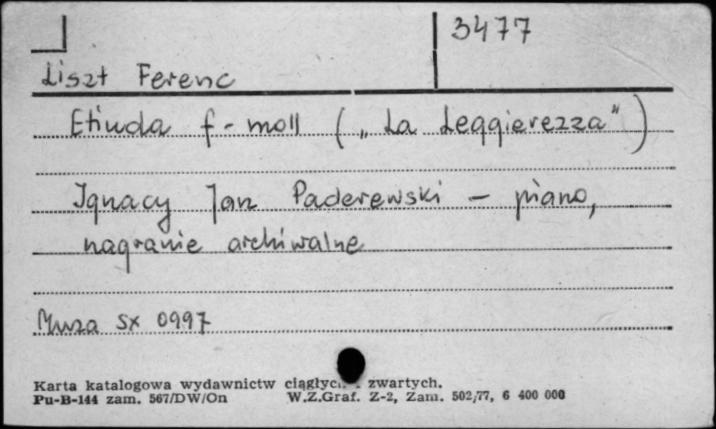 3477
Liszt Ferenc
Etiuda f-moll („La Leggierezza")
Ignacy Jan Paderewski – piano,
nagranie archiwalne
Muza SX 0997
Karta katalogowa wydawnictw ciągłych i zwartych.
Pu-B-144 zam. 567/DW/On W.Z.Graf. Z-2, Zam. 502/77, 6 400 000